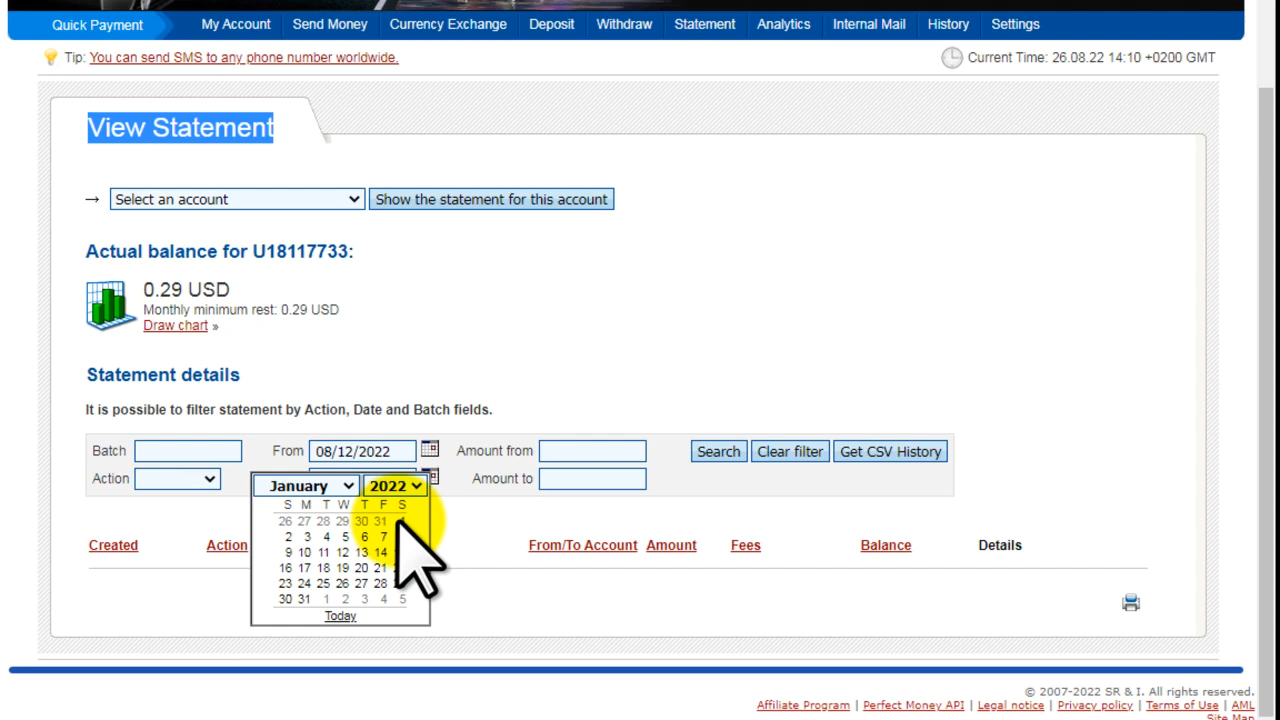 Quick Payment My Account Send Money Currency Exchange Deposit Withdraw Statement Analytics Internal Mail History Settings
Tip: You can send SMS to any phone number worldwide. Current Time: 26.08.22 14:10 +0200 GMT
View Statement
→ Select an account Show the statement for this account
Actual balance for U18117733:
0.29 USD
Monthly minimum rest: 0.29 USD
Draw chart »
Statement details
It is possible to filter statement by Action, Date and Batch fields.
Batch From 08/12/2022 Amount from Search Clear filter Get CSV History
Action Amount to
January 2022
S M T W T F S
26 27 28 29 30 31
2 3 4 5 6 7
9 10 11 12 13 14
16 17 18 19 20 21
23 24 25 26 27 28
30 31 1 2 3 4 5
Today
Created Action From/To Account Amount Fees Balance Details
© 2007-2022 SR & I. All rights reserved.
Affiliate Program | Perfect Money API | Legal notice | Privacy policy | Terms of Use | AML
Site Map